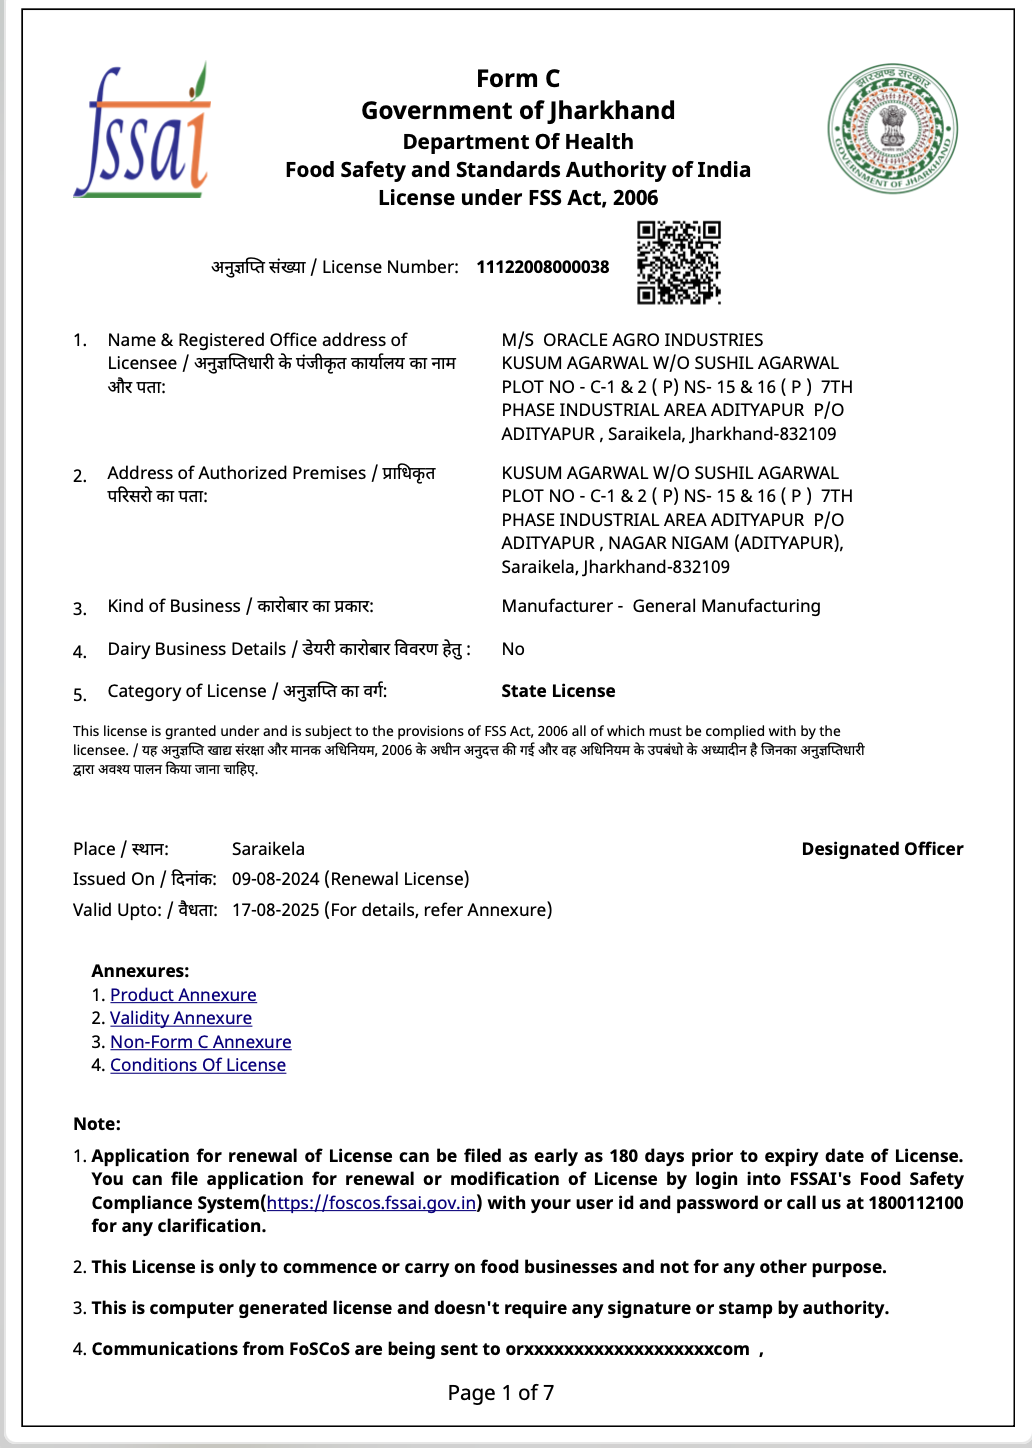 fssai
Form C
Government of Jharkhand
Department Of Health
Food Safety and Standards Authority of India
License under FSS Act, 2006
झारखण्ड सरकार
GOVERNMENT OF JHARKHAND
अनुज्ञप्ति संख्या / License Number: 11122008000038
1. Name & Registered Office address of
Licensee / अनुज्ञप्तिधारी के पंजीकृत कार्यालय का नाम
और पता:
M/S ORACLE AGRO INDUSTRIES
KUSUM AGARWAL W/O SUSHIL AGARWAL
PLOT NO - C-1 & 2 ( P) NS- 15 & 16 ( P ) 7TH
PHASE INDUSTRIAL AREA ADITYAPUR P/O
ADITYAPUR , Saraikela, Jharkhand-832109
2. Address of Authorized Premises / प्राधिकृत
परिसरो का पता:
KUSUM AGARWAL W/O SUSHIL AGARWAL
PLOT NO - C-1 & 2 ( P) NS- 15 & 16 ( P ) 7TH
PHASE INDUSTRIAL AREA ADITYAPUR P/O
ADITYAPUR , NAGAR NIGAM (ADITYAPUR),
Saraikela, Jharkhand-832109
3. Kind of Business / कारोबार का प्रकार: Manufacturer - General Manufacturing
4. Dairy Business Details / डेयरी कारोबार विवरण हेतु : No
5. Category of License / अनुज्ञप्ति का वर्ग: State License
This license is granted under and is subject to the provisions of FSS Act, 2006 all of which must be complied with by the
licensee. / यह अनुज्ञप्ति खाद्य संरक्षा और मानक अधिनियम, 2006 के अधीन अनुदत्त की गई और वह अधिनियम के उपबंधो के अध्यादीन है जिनका अनुज्ञप्तिधारी
द्वारा अवश्य पालन किया जाना चाहिए.
Place / स्थान: Saraikela Designated Officer
Issued On / दिनांक: 09-08-2024 (Renewal License)
Valid Upto: / वैधता: 17-08-2025 (For details, refer Annexure)
Annexures:
1. Product Annexure
2. Validity Annexure
3. Non-Form C Annexure
4. Conditions Of License
Note:
1. Application for renewal of License can be filed as early as 180 days prior to expiry date of License.
You can file application for renewal or modification of License by login into FSSAI's Food Safety
Compliance System(https://foscos.fssai.gov.in) with your user id and password or call us at 1800112100
for any clarification.
2. This License is only to commence or carry on food businesses and not for any other purpose.
3. This is computer generated license and doesn't require any signature or stamp by authority.
4. Communications from FoSCoS are being sent to orxxxxxxxxxxxxxxxxxxxcom ,
Page 1 of 7